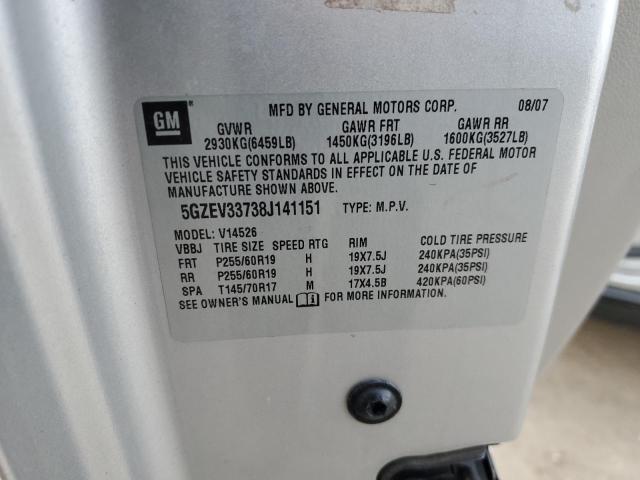 GM ®
MFD BY GENERAL MOTORS CORP. 08/07
GVWR GAWR FRT GAWR RR
2930KG(6459LB) 1450KG(3196LB) 1600KG(3527LB)
THIS VEHICLE CONFORMS TO ALL APPLICABLE U.S. FEDERAL MOTOR
VEHICLE SAFETY STANDARDS IN EFFECT ON THE DATE OF
MANUFACTURE SHOWN ABOVE.
5GZEV33738J141151 TYPE: M.P.V.
MODEL: V14526
VBBJ TIRE SIZE SPEED RTG RIM COLD TIRE PRESSURE
FRT P255/60R19 H 19X7.5J 240KPA(35PSI)
RR P255/60R19 H 19X7.5J 240KPA(35PSI)
SPA T145/70R17 M 17X4.5B 420KPA(60PSI)
SEE OWNER'S MANUAL FOR MORE INFORMATION.